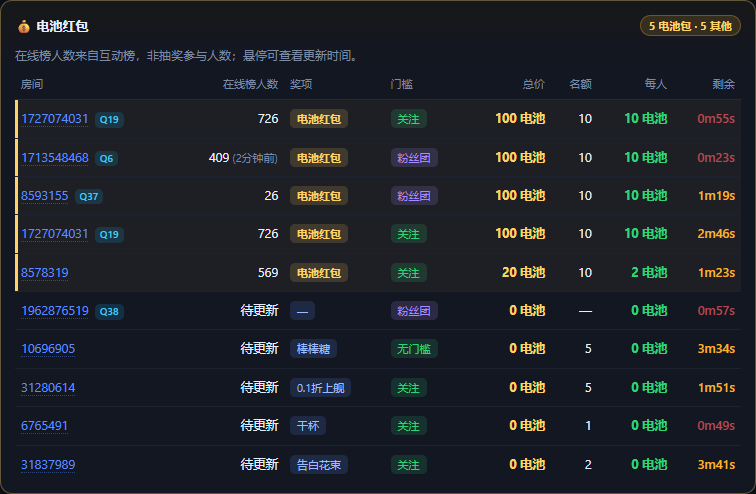 💰 电池红包 5 电池包 · 5 其他
在线榜人数来自互动榜，非抽奖参与人数；悬停可查看更新时间。
房间 在线榜人数 奖项 门槛 总价 名额 每人 剩余
1727074031 Q19 726 电池红包 关注 100 电池 10 10 电池 0m55s
1713548468 Q6 409 (2分钟前) 电池红包 粉丝团 100 电池 10 10 电池 0m23s
8593155 Q37 26 电池红包 粉丝团 100 电池 10 10 电池 1m19s
1727074031 Q19 726 电池红包 关注 100 电池 10 10 电池 2m46s
8578319 569 电池红包 关注 20 电池 10 2 电池 1m23s
1962876519 Q38 待更新 — 粉丝团 0 电池 — 0 电池 0m57s
10696905 待更新 棒棒糖 无门槛 0 电池 5 0 电池 3m34s
31280614 待更新 0.1折上舰 关注 0 电池 5 0 电池 1m51s
6765491 待更新 干杯 关注 0 电池 1 0 电池 0m49s
31837989 待更新 告白花束 关注 0 电池 2 0 电池 3m41s